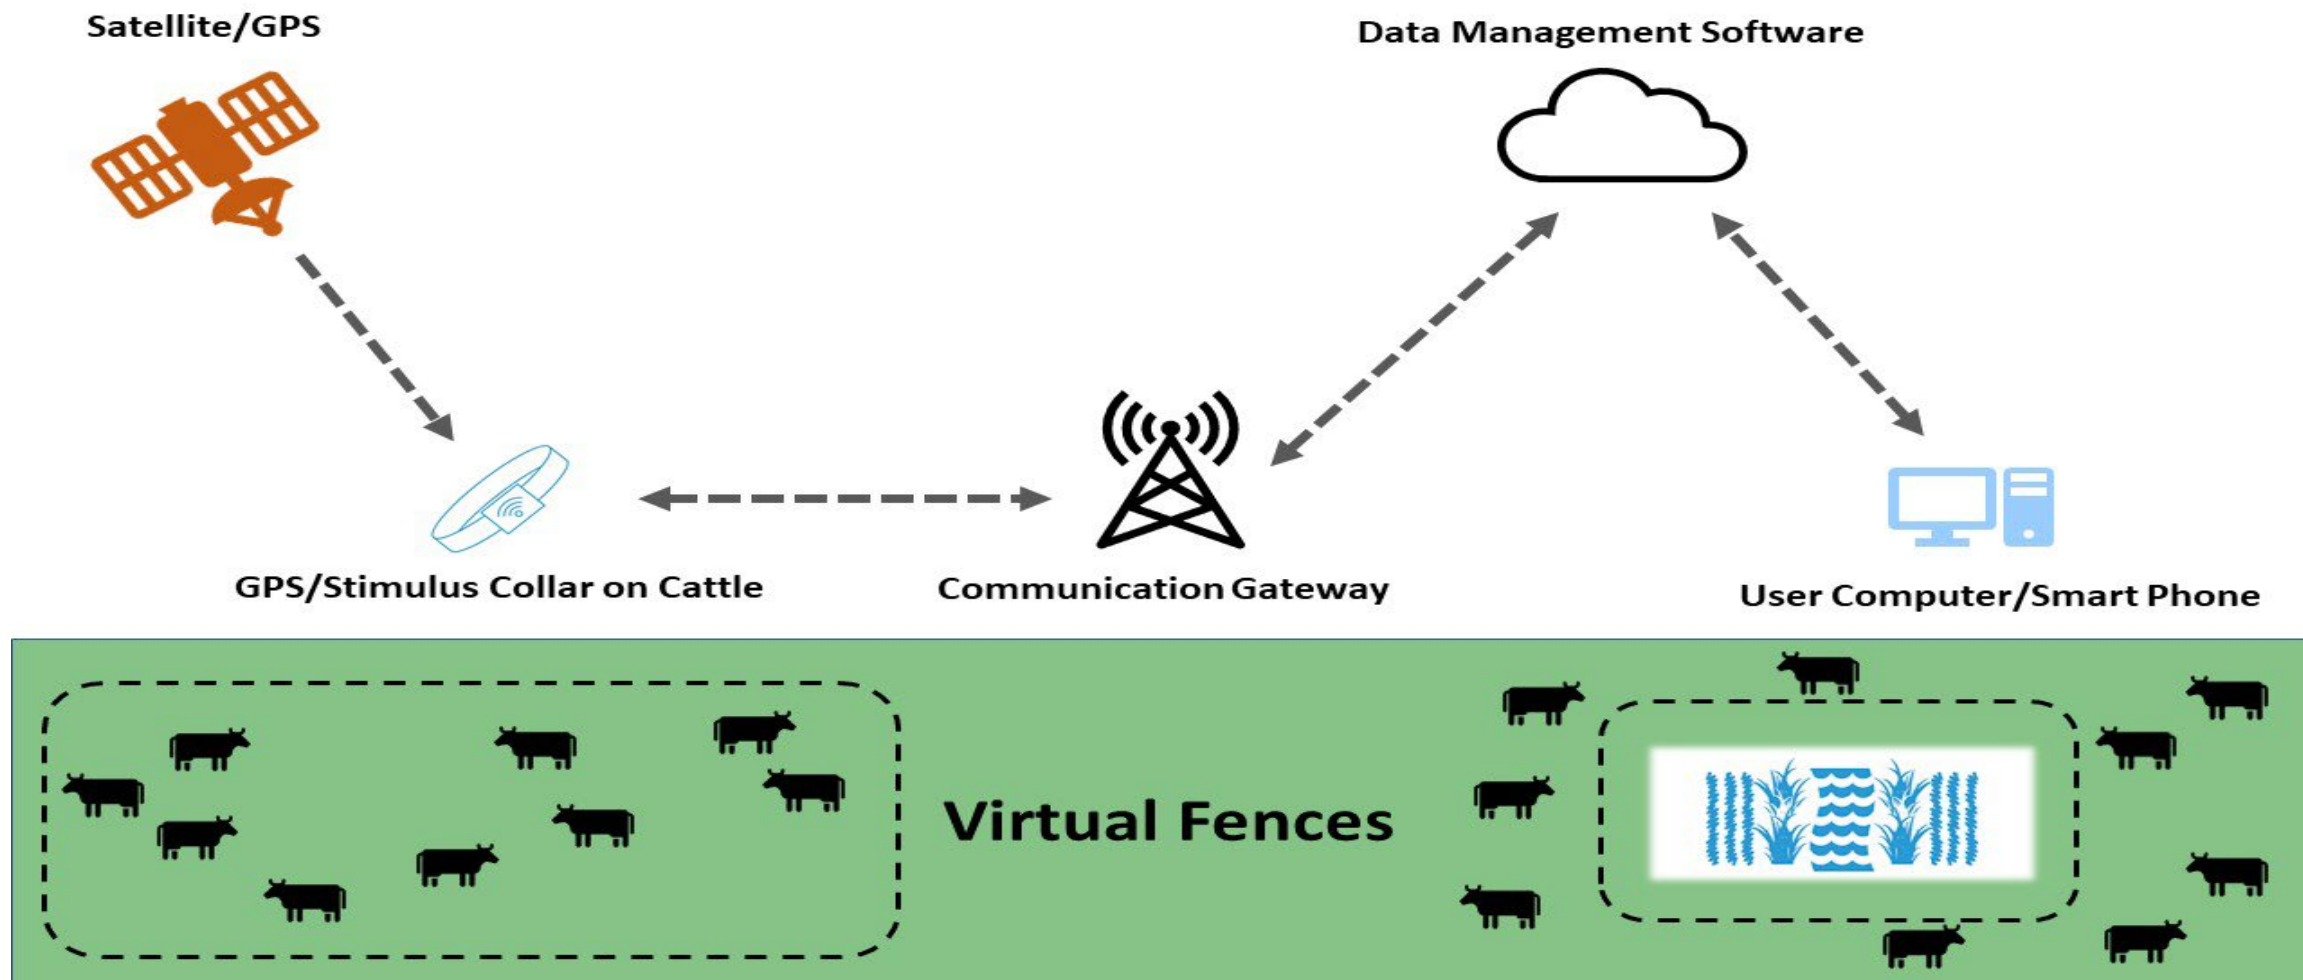 Satellite/GPS
Data Management Software
GPS/Stimulus Collar on Cattle
Communication Gateway
User Computer/Smart Phone
Virtual Fences